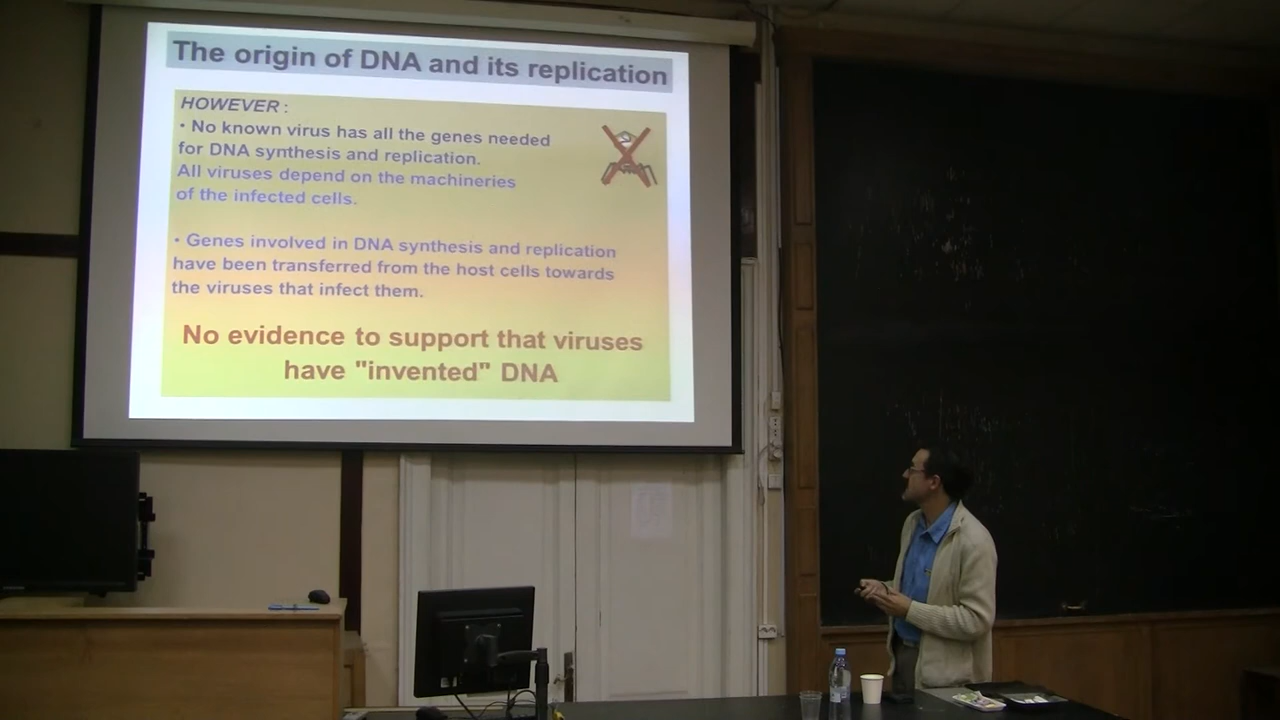 The origin of DNA and its replication
HOWEVER :
• No known virus has all the genes needed
for DNA synthesis and replication.
All viruses depend on the machineries
of the infected cells.
• Genes involved in DNA synthesis and replication
have been transferred from the host cells towards
the viruses that infect them.
No evidence to support that viruses
have "invented" DNA